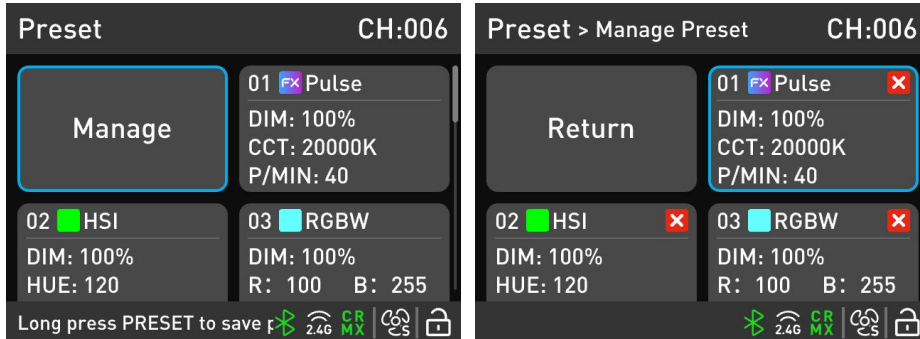 Preset CH:006
Manage
01 FX Pulse
DIM: 100%
CCT: 20000K
P/MIN: 40
02 HSI
DIM: 100%
HUE: 120
03 RGBW
DIM: 100%
R: 100 B: 255
Long press PRESET to save
2.4G CR MX S
Preset > Manage Preset CH:006
Return
01 FX Pulse
DIM: 100%
CCT: 20000K
P/MIN: 40
02 HSI
DIM: 100%
HUE: 120
03 RGBW
DIM: 100%
R: 100 B: 255
2.4G CR MX S